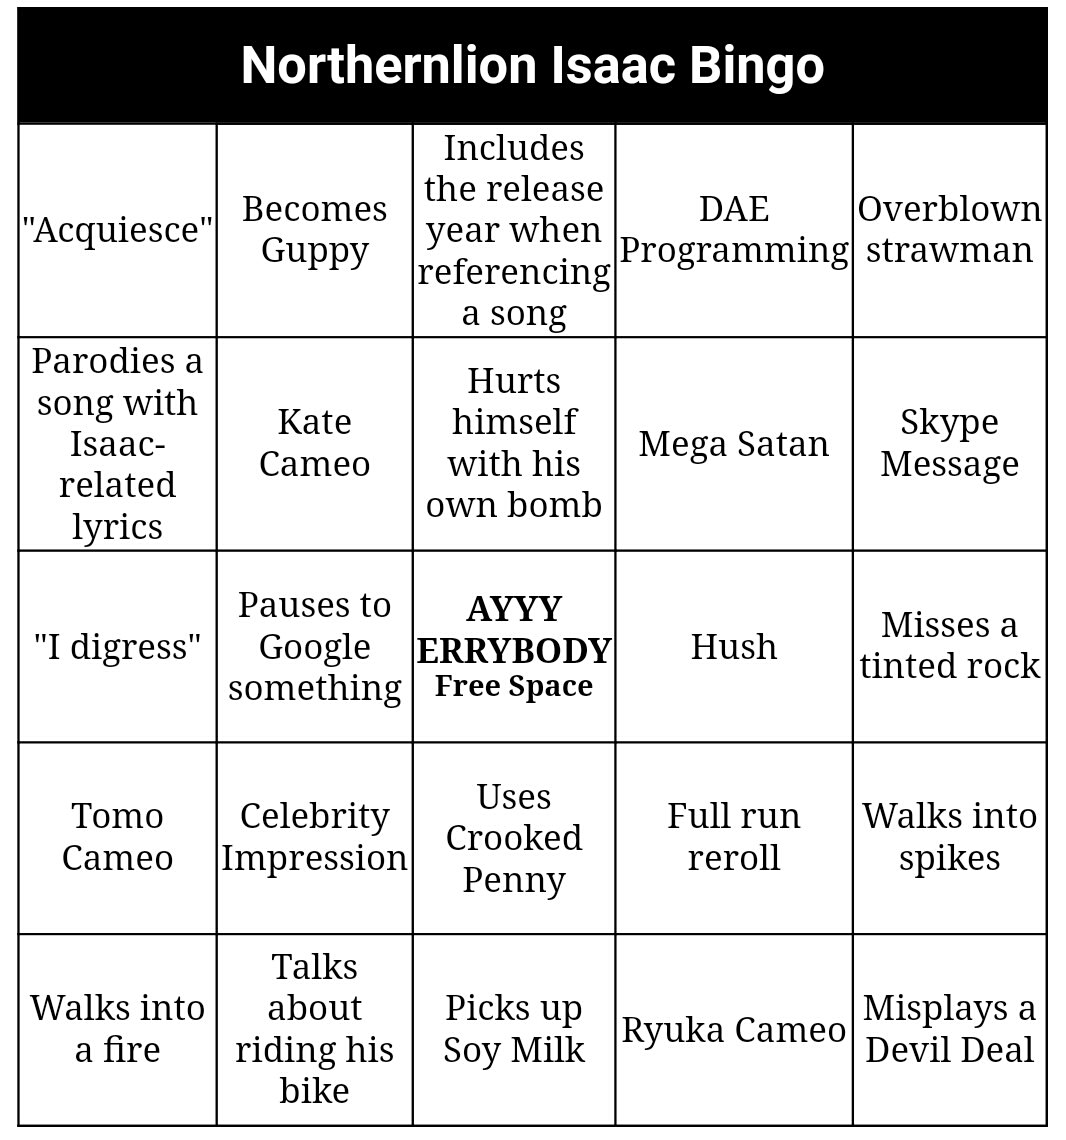 Northernlion Isaac Bingo
"Acquiesce"
Becomes
Guppy
Includes
the release
year when
referencing
a song
DAE
Programming
Overblown
strawman
Parodies a
song with
Isaac-
related
lyrics
Kate
Cameo
Hurts
himself
with his
own bomb
Mega Satan
Skype
Message
"I digress"
Pauses to
Google
something
AYYY
ERRYBODY
Free Space
Hush
Misses a
tinted rock
Tomo
Cameo
Celebrity
Impression
Uses
Crooked
Penny
Full run
reroll
Walks into
spikes
Walks into
a fire
Talks
about
riding his
bike
Picks up
Soy Milk
Ryuka Cameo
Misplays a
Devil Deal